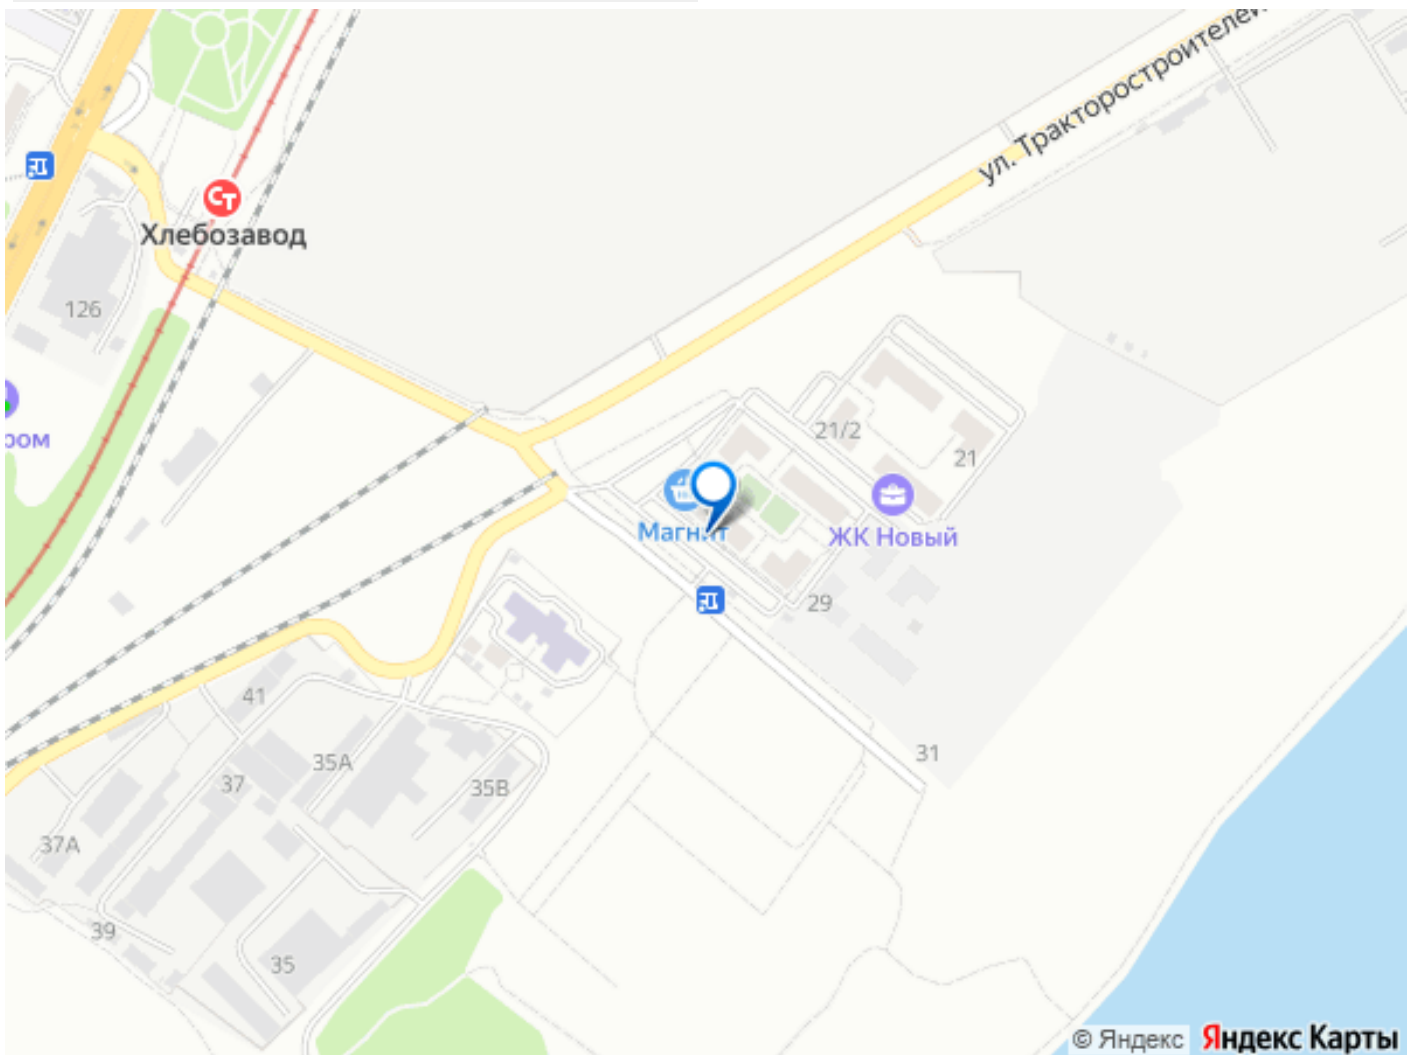 ул. Тракторостроителей
Хлебозавод
126
ром
21/2
21
Магнит
ЖК Новый
29
41
31
35А
37
35В
37А
39
35
© Яндекс
Яндекс Карты